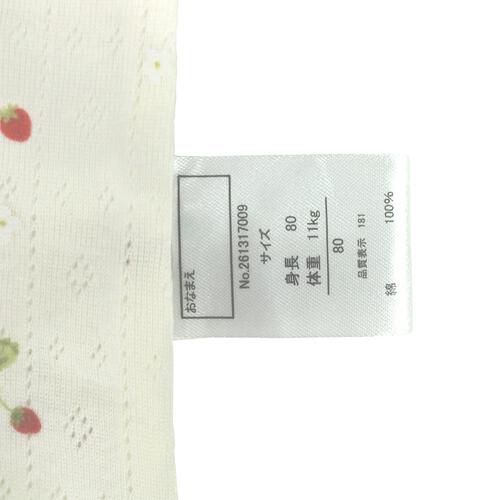 おなまえ
No.261317009
サイズ
身長 80
体重 11kg
80
品質表示 181
綿 100%